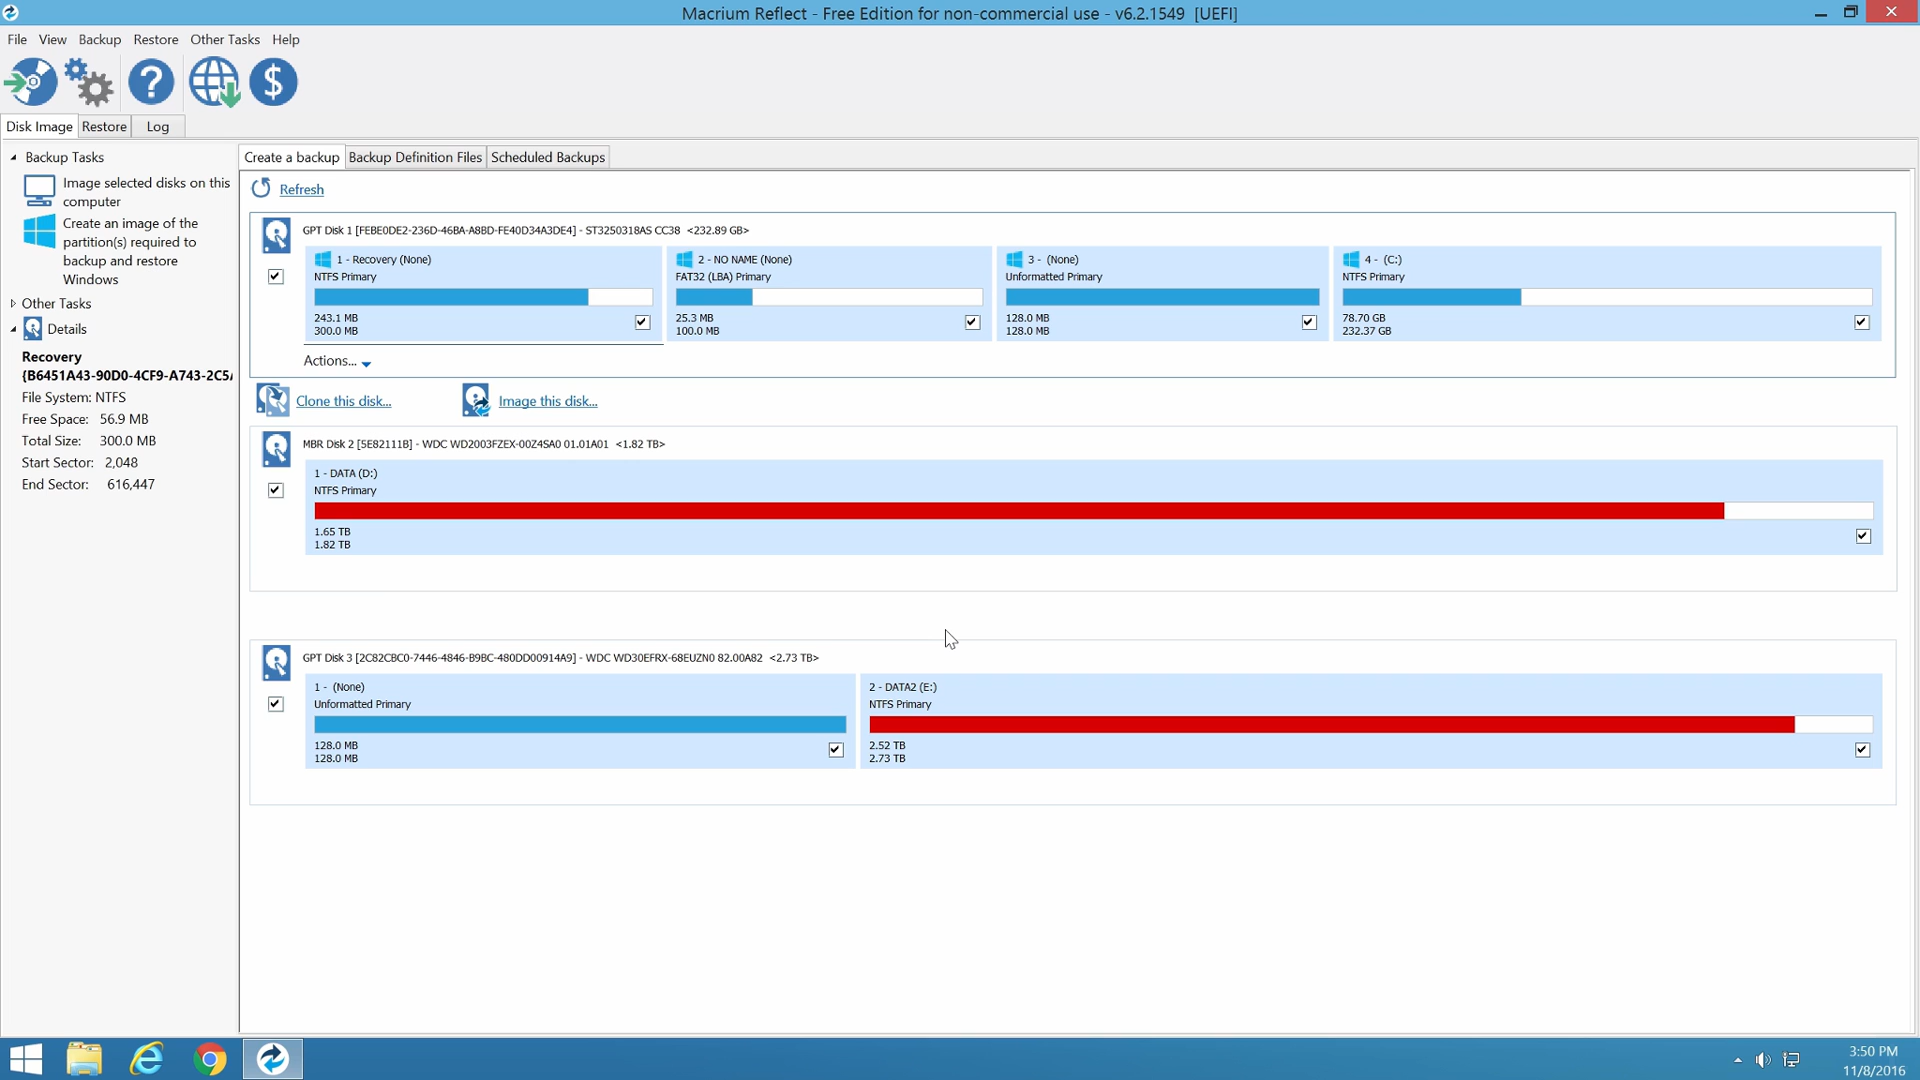 Macrium Reflect - Free Edition for non-commercial use - v6.2.1549 [UEFI]
File View Backup Restore Other Tasks Help
Disk Image Restore Log
Backup Tasks
Image selected disks on this
computer
Create an image of the
partition(s) required to
backup and restore
Windows
Other Tasks
Details
Recovery
{B6451A43-90D0-4CF9-A743-2C5
File System: NTFS
Free Space: 56.9 MB
Total Size: 300.0 MB
Start Sector: 2,048
End Sector: 616,447
Create a backup Backup Definition Files Scheduled Backups
Refresh
GPT Disk 1 [FEBE0DE2-236D-46BA-A8BD-FE40D34A3DE4] - ST3250318AS CC38 <232.89 GB>
1 - Recovery (None)
NTFS Primary
243.1 MB
300.0 MB
2 - NO NAME (None)
FAT32 (LBA) Primary
25.3 MB
100.0 MB
3 - (None)
Unformatted Primary
128.0 MB
128.0 MB
4 - (C:)
NTFS Primary
78.70 GB
232.37 GB
Actions...
Clone this disk... Image this disk...
MBR Disk 2 [5E82111B] - WDC WD2003FZEX-00Z4SA0 01.01A01 <1.82 TB>
1 - DATA (D:)
NTFS Primary
1.65 TB
1.82 TB
GPT Disk 3 [2C82CBC0-7446-4846-B9BC-480DD00914A9] - WDC WD30EFRX-68EUZN0 82.00A82 <2.73 TB>
1 - (None)
Unformatted Primary
128.0 MB
128.0 MB
2 - DATA2 (E:)
NTFS Primary
2.52 TB
2.73 TB
3:50 PM
11/8/2016